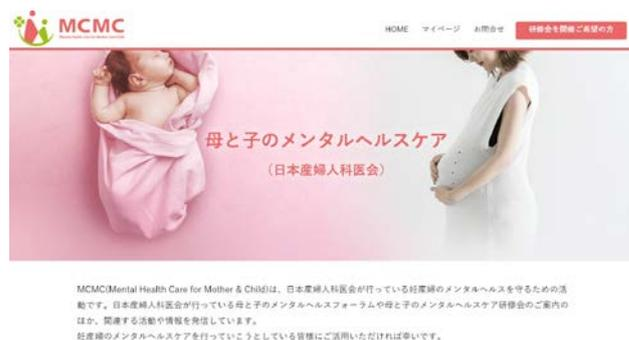 MCMC
Mental Health Care for Mother and Child
HOME マイページ お問合せ 研修会を開催ご希望の方
母と子のメンタルヘルスケア
(日本産婦人科医会)
MCMC(Mental Health Care for Mother & Child)は、日本産婦人科医会が行っている妊産婦のメンタルヘルスを守るための活
動です。日本産婦人科医会が行っている母と子のメンタルヘルスフォーラムや母と子のメンタルヘルスケア研修会のご案内の
ほか、関連する活動や情報を発信しています。
妊産婦のメンタルヘルスケアを行っていこうとしている皆様にご活用いただければ幸いです。